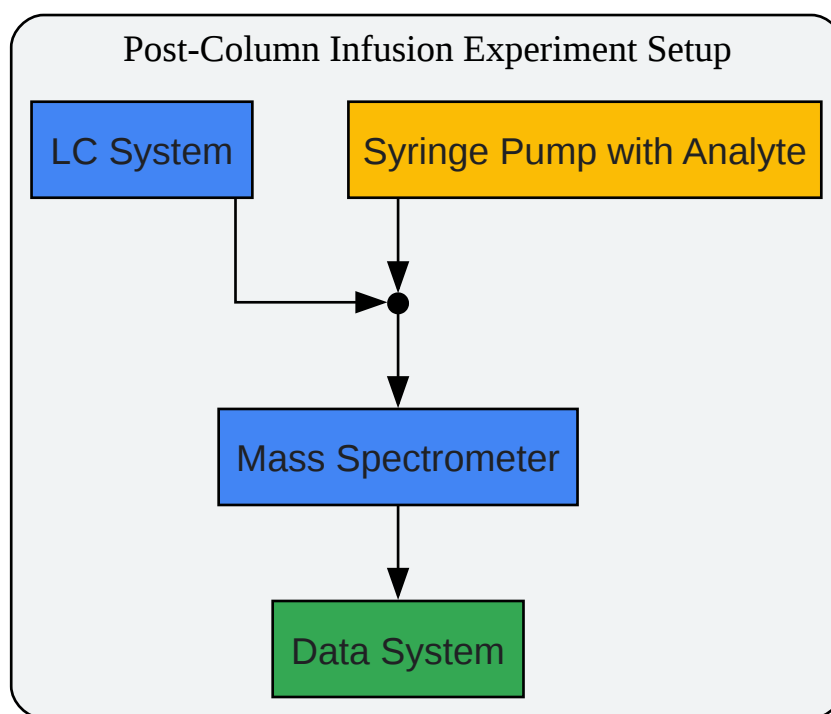 Post-Column Infusion Experiment Setup
LC System
Syringe Pump with Analyte
Mass Spectrometer
Data System